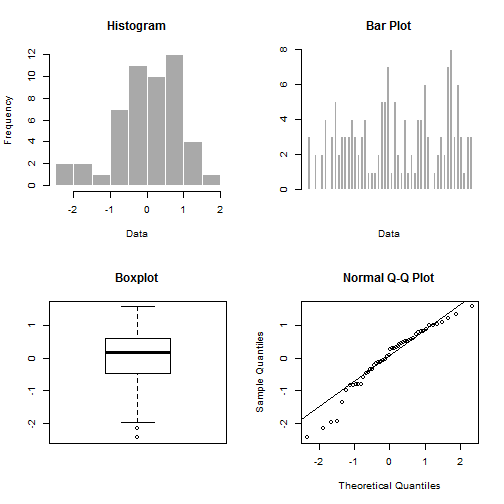 Histogram
Frequency
0 2 4 6 8 10 12
-2 -1 0 1 2
Data
Bar Plot
0 2 4 6 8
Data
Boxplot
-2 -1 0 1
Normal Q-Q Plot
Sample Quantiles
-2 -1 0 1
-2 -1 0 1 2
Theoretical Quantiles